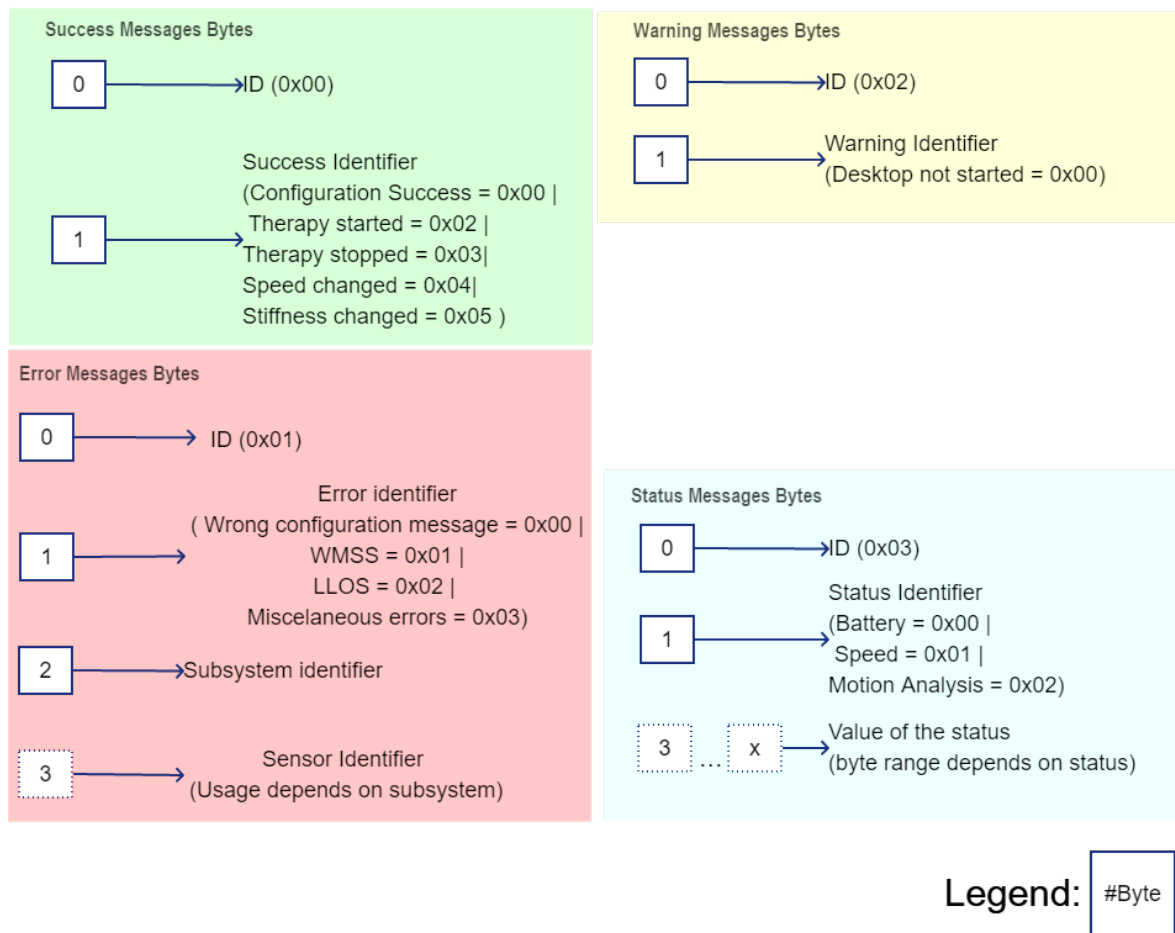 Success Messages Bytes
0
ID (0x00)
1
Success Identifier
(Configuration Success = 0x00 |
Therapy started = 0x02 |
Therapy stopped = 0x03|
Speed changed = 0x04|
Stiffness changed = 0x05 )
Warning Messages Bytes
0
ID (0x02)
1
Warning Identifier
(Desktop not started = 0x00)
Error Messages Bytes
0
ID (0x01)
1
Error identifier
( Wrong configuration message = 0x00 |
WMSS = 0x01 |
LLOS = 0x02 |
Miscelaneous errors = 0x03)
2
Subsystem identifier
3
Sensor Identifier
(Usage depends on subsystem)
Status Messages Bytes
0
ID (0x03)
1
Status Identifier
(Battery = 0x00 |
Speed = 0x01 |
Motion Analysis = 0x02)
3 ... x
Value of the status
(byte range depends on status)
Legend: #Byte